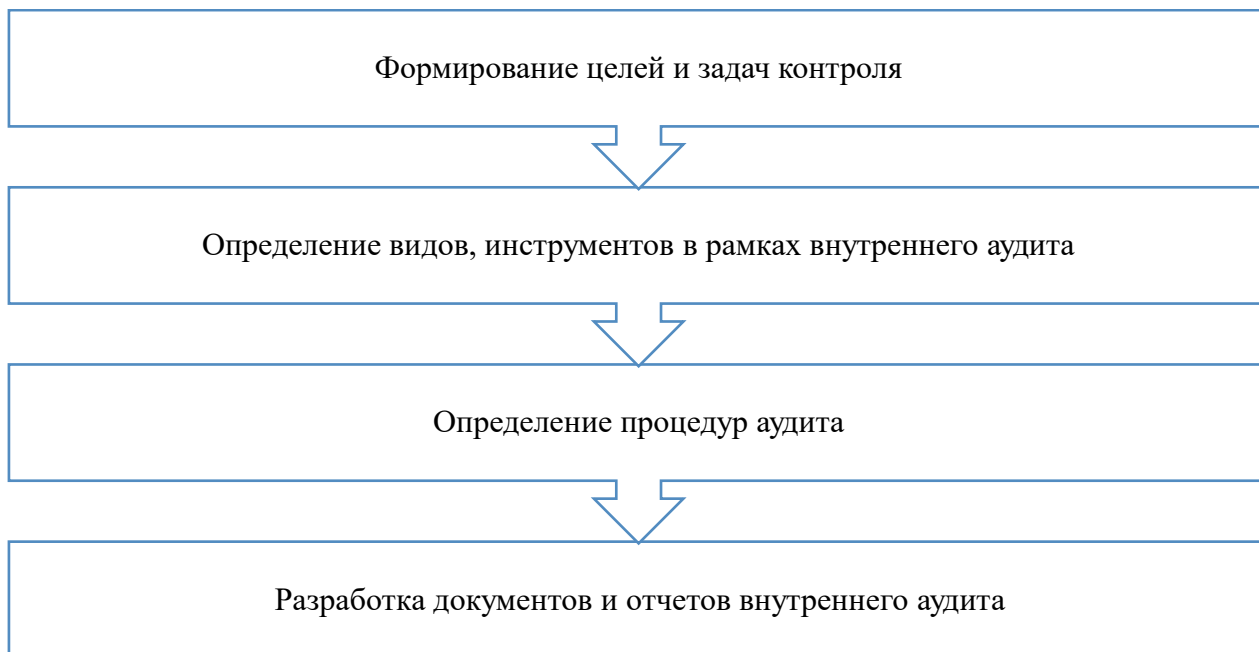 Формирование целей и задач контроля
Определение видов, инструментов в рамках внутреннего аудита
Определение процедур аудита
Разработка документов и отчетов внутреннего аудита